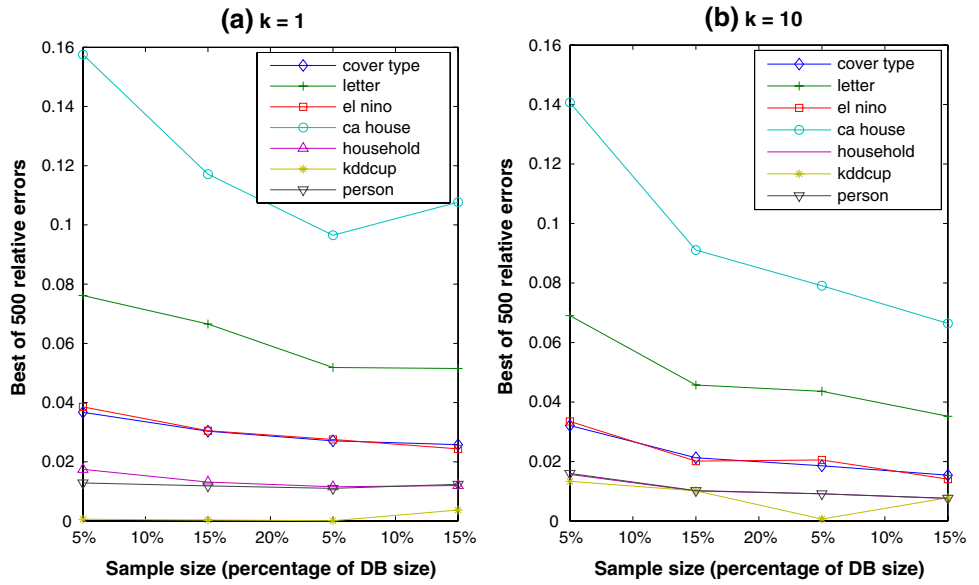 (a) k = 1
0.16
0.14
0.12
0.1
0.08
0.06
0.04
0.02
0
Best of 500 relative errors
cover type
letter
el nino
ca house
household
kddcup
person
5% 10% 15% 20% 5% 10% 15%
Sample size (percentage of DB size)
(b) k = 10
0.16
0.14
0.12
0.1
0.08
0.06
0.04
0.02
0
Best of 500 relative errors
cover type
letter
el nino
ca house
household
kddcup
person
5% 10% 15% 20% 5% 10% 15%
Sample size (percentage of DB size)